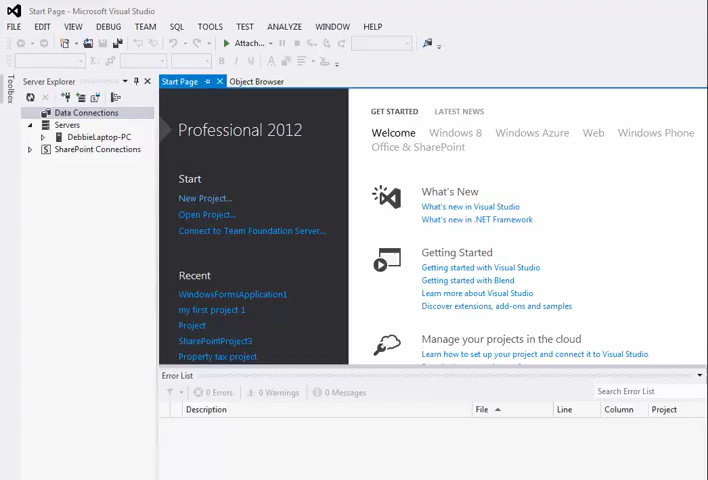 Start Page - Microsoft Visual Studio
FILE EDIT VIEW DEBUG TEAM SQL TOOLS TEST ANALYZE WINDOW HELP
Attach...
Toolbox
Server Explorer
Data Connections
Servers
DebbieLaptop-PC
SharePoint Connections
Start Page Object Browser
Professional 2012
Start
New Project...
Open Project...
Connect to Team Foundation Server...
Recent
WindowsFormsApplication1
my first project 1
Project
SharePointProject3
Property tax project
GET STARTED LATEST NEWS
Welcome Windows 8 Windows Azure Web Windows Phone
Office & SharePoint
What's New
What's new in Visual Studio
What's new in .NET Framework
Getting Started
Getting started with Visual Studio
Getting started with Blend
Learn more about Visual Studio
Discover extensions, add-ons and samples
Manage your projects in the cloud
Learn how to set up your project and connect it to Visual Studio
Error List
0 Errors 0 Warnings 0 Messages
Search Error List
Description File Line Column Project